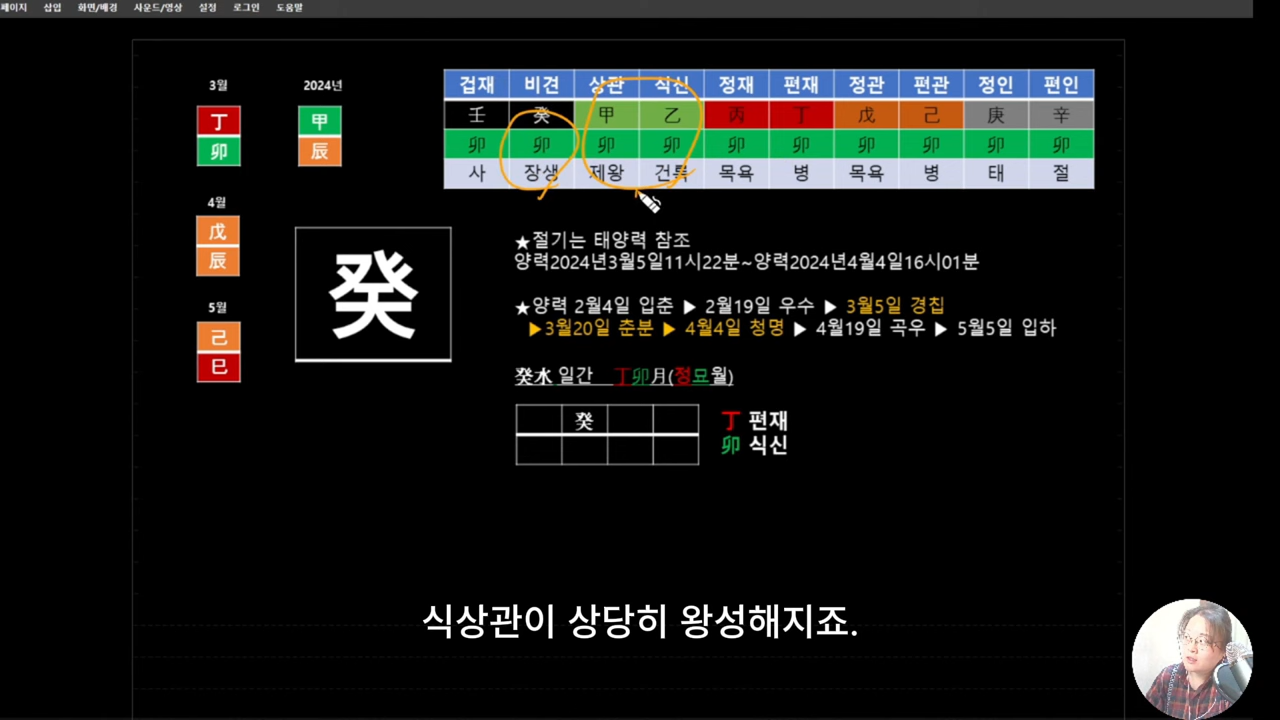 페이지 삽입 화면/배경 사운드/영상 설정 로그인 도움말
3월 2024년
丁 甲
卯 辰
4월
戊
辰
5월
己
巳
癸
겁재 비견 상관 식신 정재 편재 정관 편관 정인 편인
壬 癸 甲 乙 丙 丁 戊 己 庚 辛
卯 卯 卯 卯 卯 卯 卯 卯 卯 卯
사 장생 제왕 건록 목욕 병 목욕 병 태 절
★절기는 태양력 참조
양력2024년3월5일11시22분~양력2024년4월4일16시01분
★양력 2월4일 입춘 ▶ 2월19일 우수 ▶ 3월5일 경칩
▶3월20일 춘분 ▶ 4월4일 청명 ▶ 4월19일 곡우 ▶ 5월5일 입하
癸水 일간 丁卯月(정묘월)
癸
丁 편재
卯 식신
식상관이 상당히 왕성해지죠.